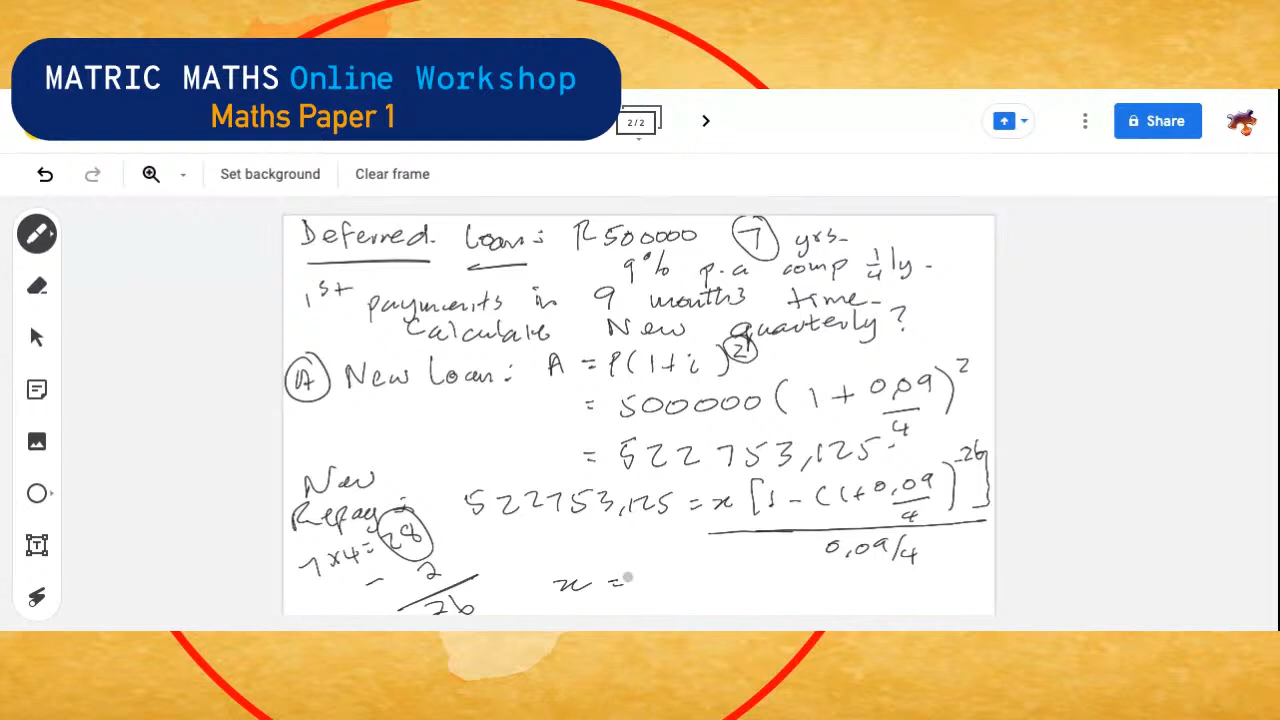 MATRIC MATHS Online Workshop
Maths Paper 1
2/2
Share
Set background
Clear frame
Deferred Loan: R500000 7 yrs-
9% p.a comp 1/4ly-
1st payments in 9 months time-
Calculate New quarterly?
New Loan: A = P(1+i)^2
= 500000(1+0,09/4)^2
= 522753,125-
New Repay: 522753,125 = x[1-(1+0,09/4)^-26]
0,09/4
7x4=28
- 2
26
x =